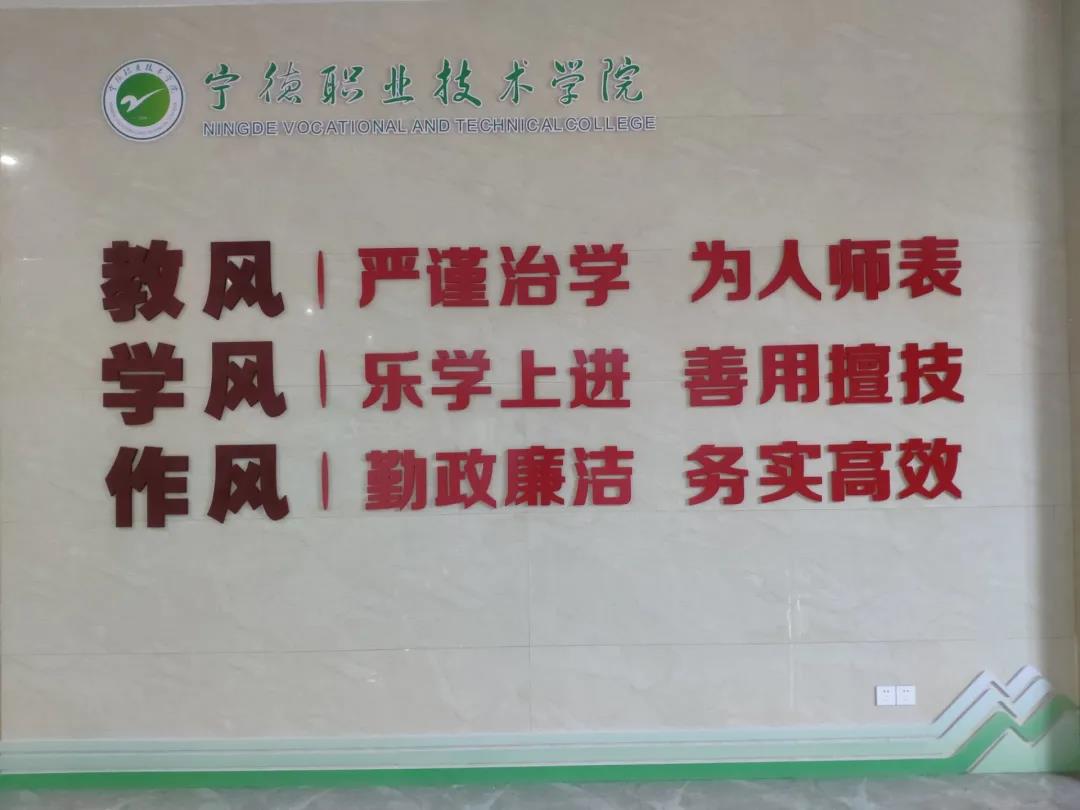 宁德职业技术学院
NINGDE VOCATIONAL AND TECHNICAL COLLEGE
教风 | 严谨治学 为人师表
学风 | 乐学上进 善用擅技
作风 | 勤政廉洁 务实高效